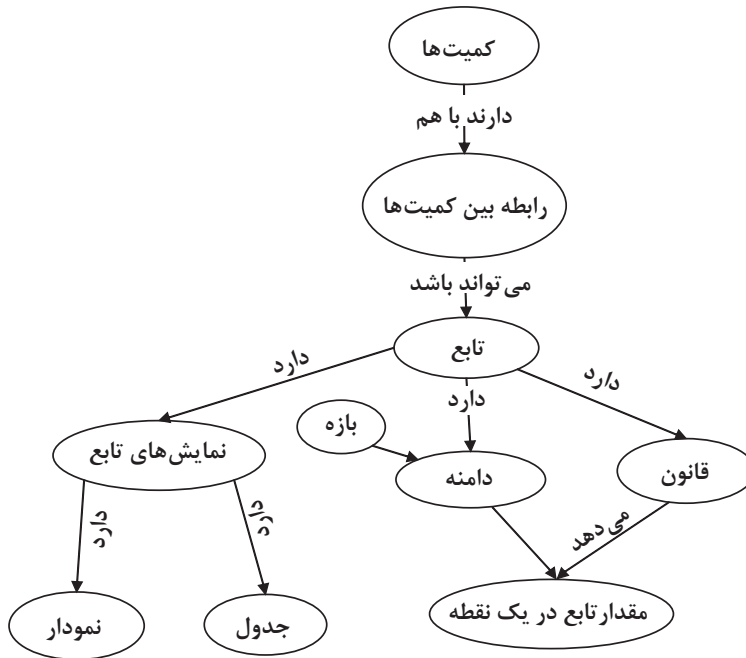 کمیت‌ها
دارند با هم
رابطه بین کمیت‌ها
می‌تواند باشد
تابع
دارد
دارد
دارد
بازه
نمایش‌های تابع
دامنه
قانون
دارد
دارد
می‌دهد
مقدارتابع در یک نقطه
جدول
نمودار